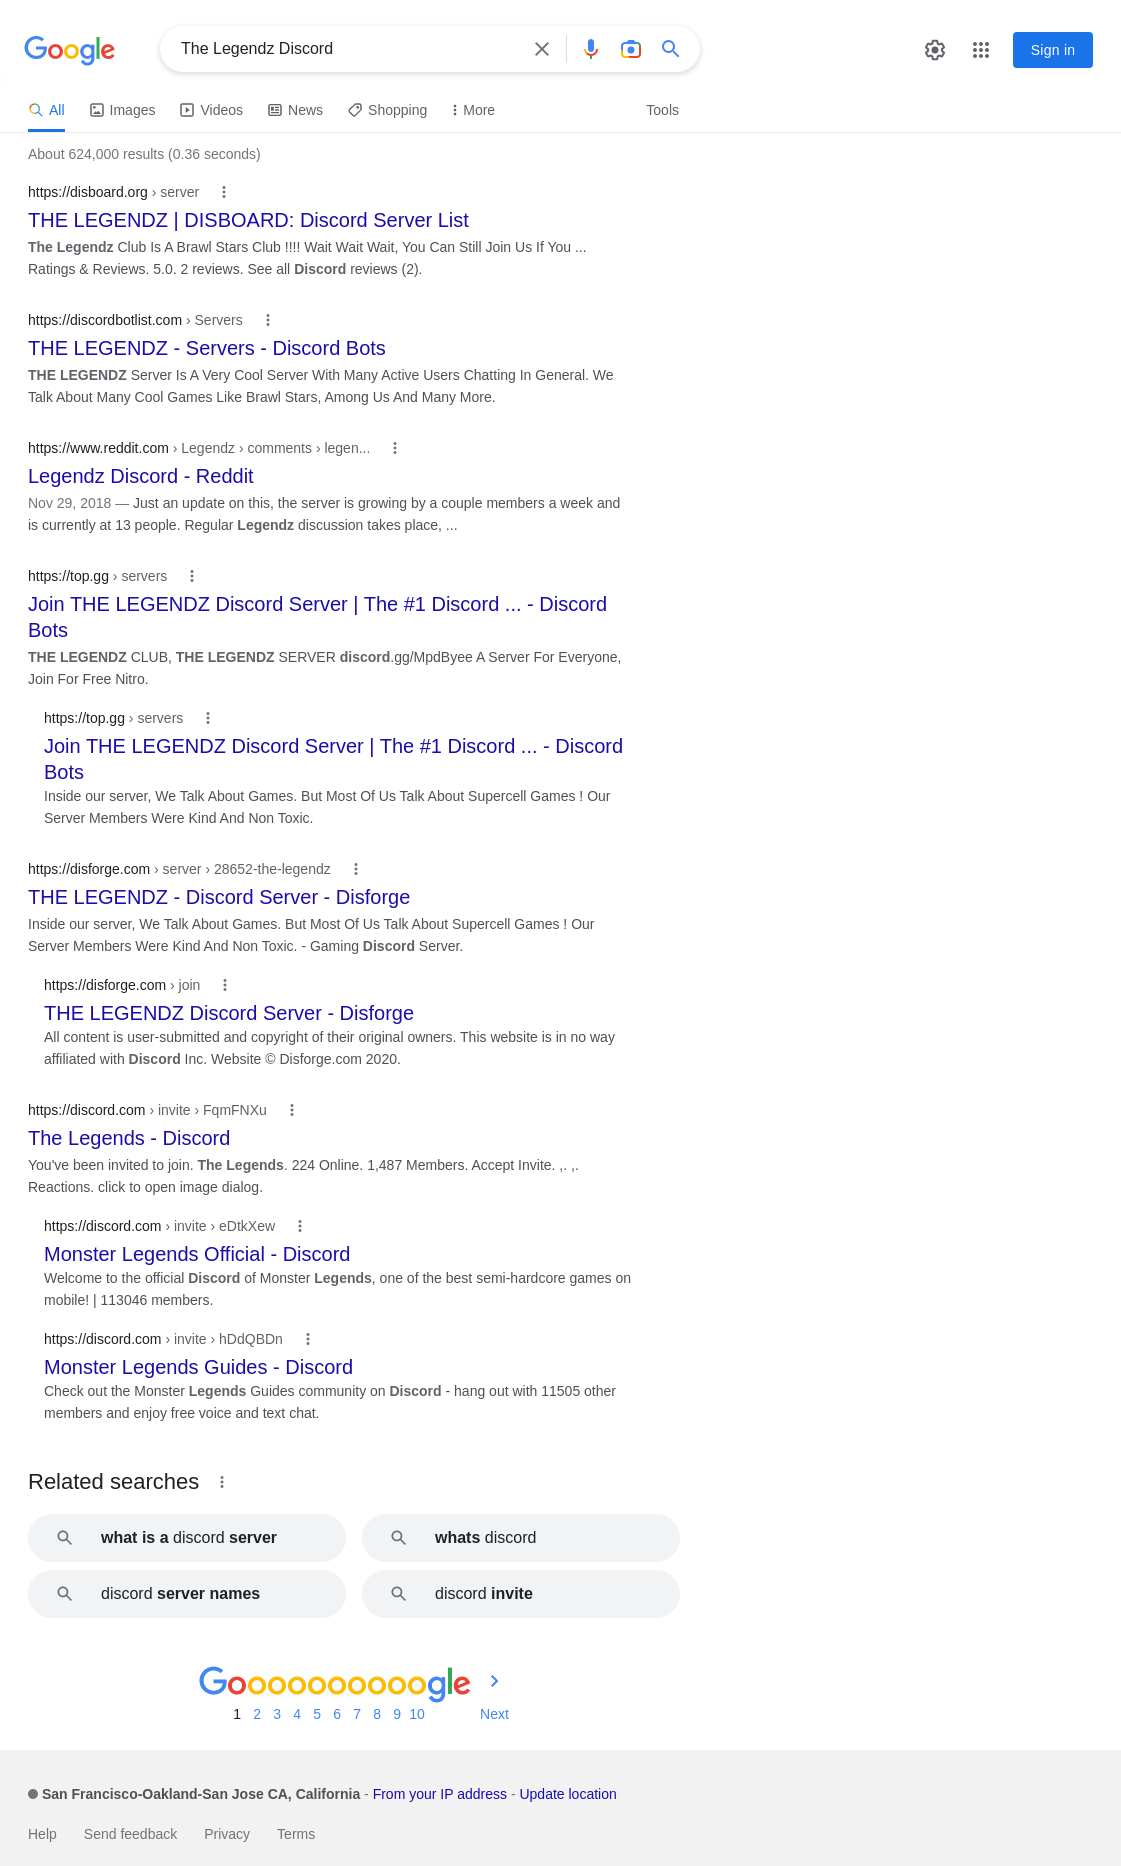 Google
The Legendz Discord
Sign in
All Images Videos News Shopping More Tools
About 624,000 results (0.36 seconds)
https://disboard.org › server
THE LEGENDZ | DISBOARD: Discord Server List
The Legendz Club Is A Brawl Stars Club !!!! Wait Wait Wait, You Can Still Join Us If You ...
Ratings & Reviews. 5.0. 2 reviews. See all Discord reviews (2).
https://discordbotlist.com › Servers
THE LEGENDZ - Servers - Discord Bots
THE LEGENDZ Server Is A Very Cool Server With Many Active Users Chatting In General. We
Talk About Many Cool Games Like Brawl Stars, Among Us And Many More.
https://www.reddit.com › Legendz › comments › legen...
Legendz Discord - Reddit
Nov 29, 2018 — Just an update on this, the server is growing by a couple members a week and
is currently at 13 people. Regular Legendz discussion takes place, ...
https://top.gg › servers
Join THE LEGENDZ Discord Server | The #1 Discord ... - Discord
Bots
THE LEGENDZ CLUB, THE LEGENDZ SERVER discord.gg/MpdByee A Server For Everyone,
Join For Free Nitro.
https://top.gg › servers
Join THE LEGENDZ Discord Server | The #1 Discord ... - Discord
Bots
Inside our server, We Talk About Games. But Most Of Us Talk About Supercell Games ! Our
Server Members Were Kind And Non Toxic.
https://disforge.com › server › 28652-the-legendz
THE LEGENDZ - Discord Server - Disforge
Inside our server, We Talk About Games. But Most Of Us Talk About Supercell Games ! Our
Server Members Were Kind And Non Toxic. - Gaming Discord Server.
https://disforge.com › join
THE LEGENDZ Discord Server - Disforge
All content is user-submitted and copyright of their original owners. This website is in no way
affiliated with Discord Inc. Website © Disforge.com 2020.
https://discord.com › invite › FqmFNXu
The Legends - Discord
You've been invited to join. The Legends. 224 Online. 1,487 Members. Accept Invite. ,. ,.
Reactions. click to open image dialog.
https://discord.com › invite › eDtkXew
Monster Legends Official - Discord
Welcome to the official Discord of Monster Legends, one of the best semi-hardcore games on
mobile! | 113046 members.
https://discord.com › invite › hDdQBDn
Monster Legends Guides - Discord
Check out the Monster Legends Guides community on Discord - hang out with 11505 other
members and enjoy free voice and text chat.
Related searches
what is a discord server
whats discord
discord server names
discord invite
Goooooooooogle
1 2 3 4 5 6 7 8 9 10 Next
San Francisco-Oakland-San Jose CA, California - From your IP address - Update location
Help Send feedback Privacy Terms